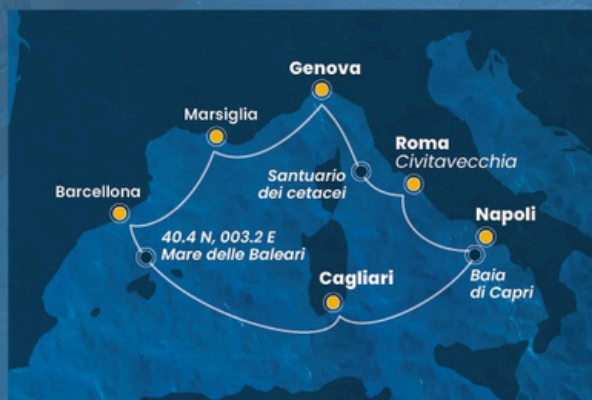 Genova
Marsiglia
Roma
Civitavecchia
Santuario
dei cetacei
Barcellona
Napoli
40.4 N, 003.2 E
Mare delle Baleari
Cagliari
Baia
di Capri